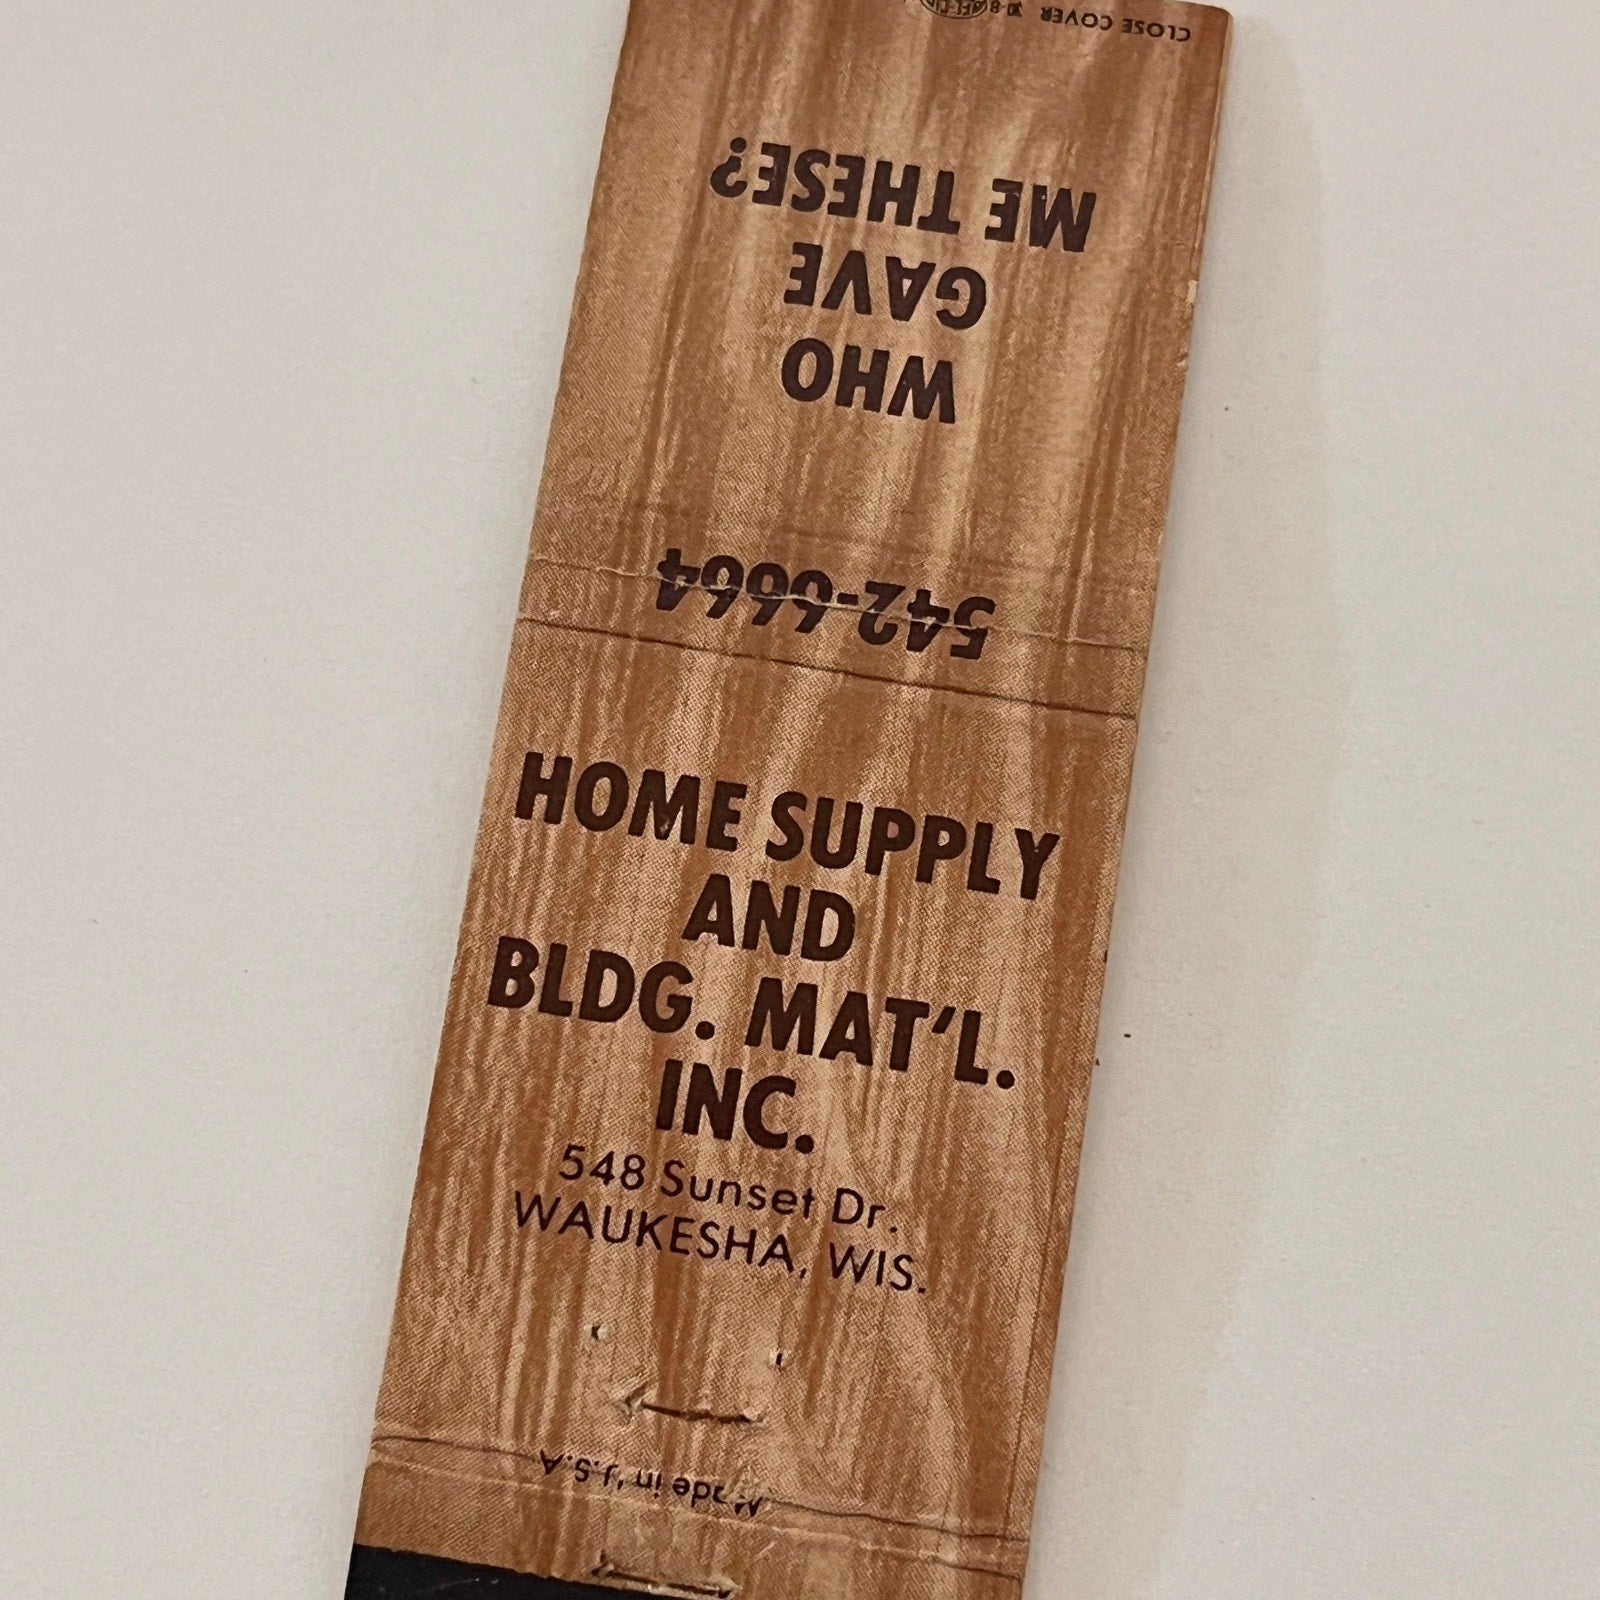 CLOSE COVER
WHO
GAVE
ME THESE?
542-6664
HOME SUPPLY
AND
BLDG. MAT'L.
INC.
548 Sunset Dr.
WAUKESHA, WIS.
Made in U.S.A